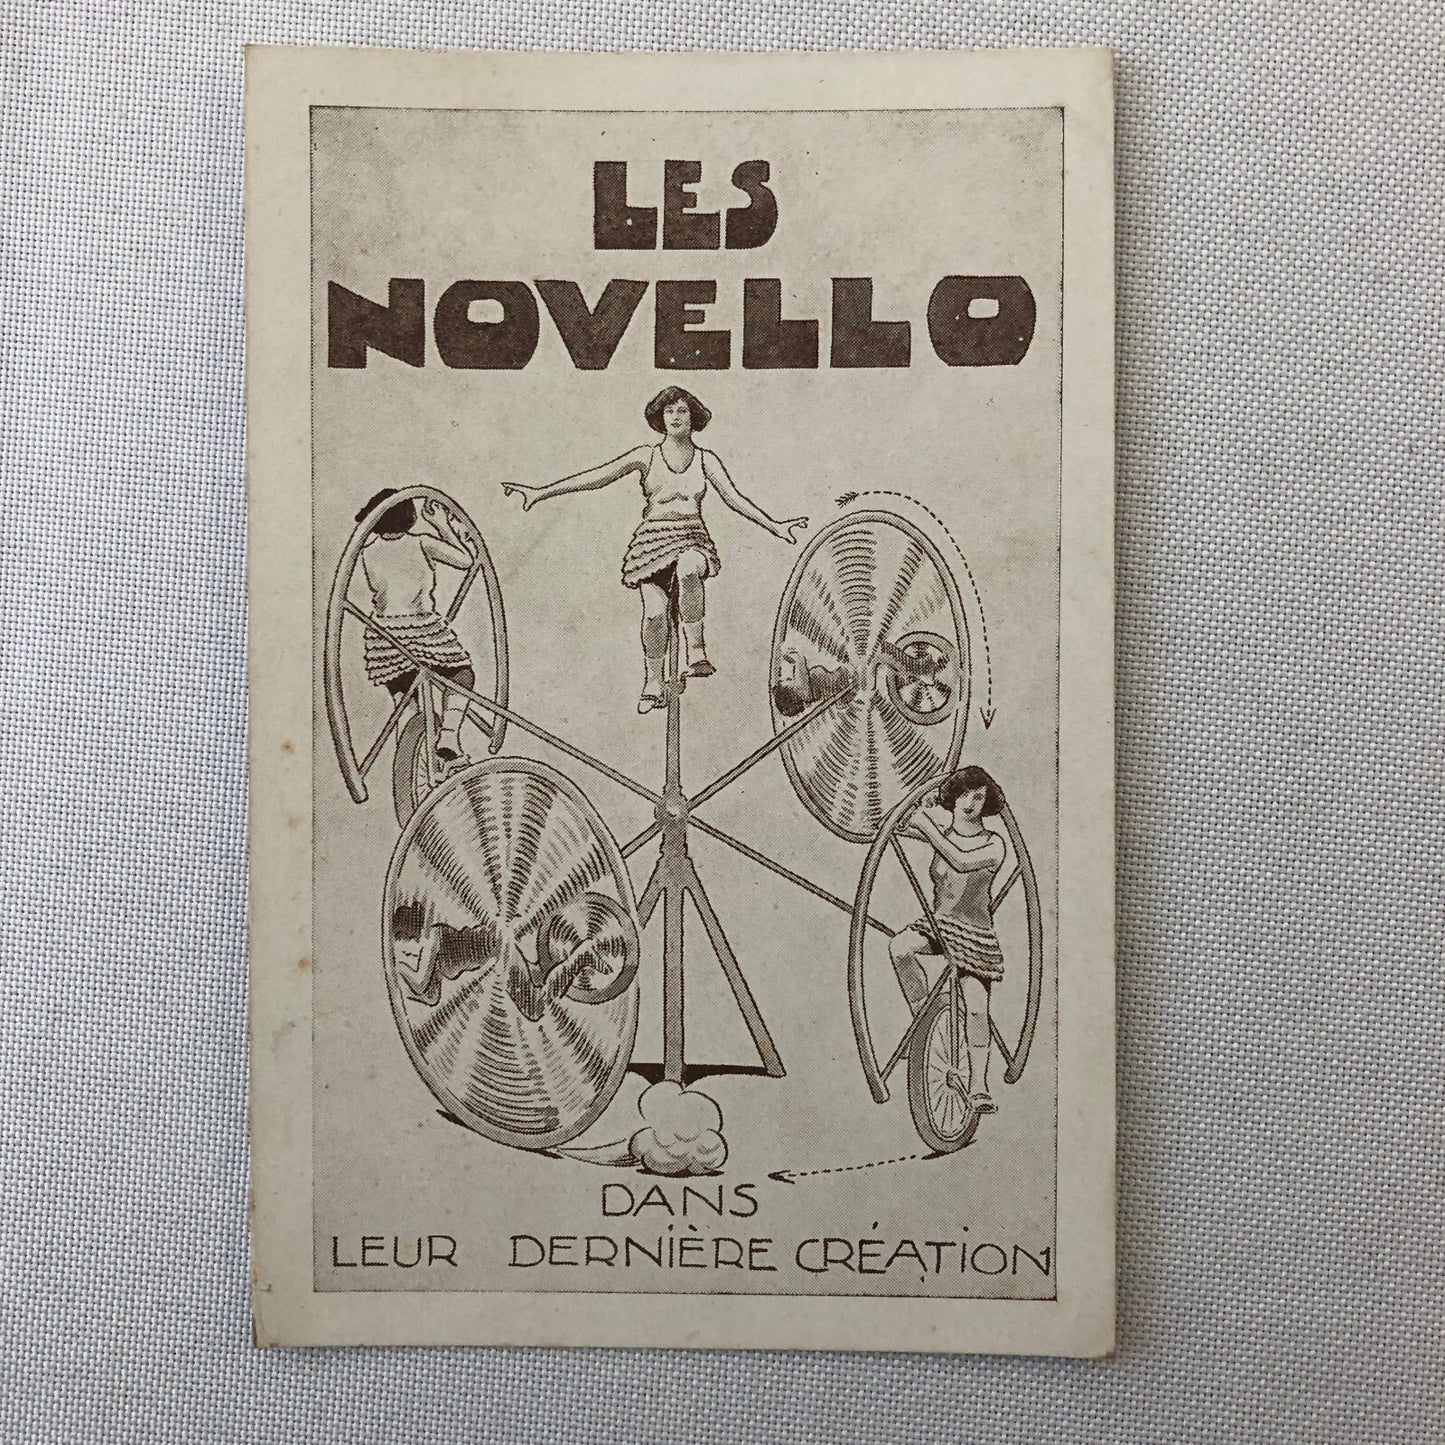 LES
NOVELLO
DANS
LEUR DERNIÈRE CRÉATION